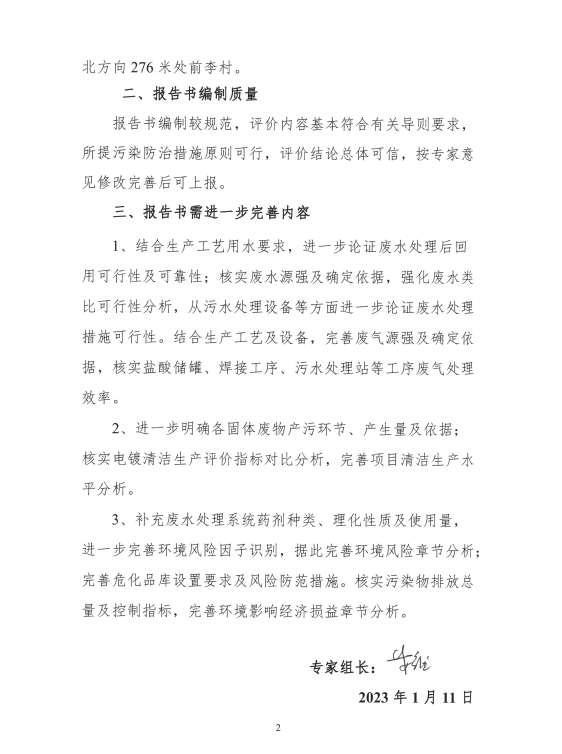 北方向 276 米处前李村。
二、报告书编制质量
报告书编制较规范，评价内容基本符合有关导则要求，
所提污染防治措施原则可行，评价结论总体可信，按专家意
见修改完善后可上报。
三、报告书需进一步完善内容
1、结合生产工艺用水要求，进一步论证废水处理后回
用可行性及可靠性；核实废水源强及确定依据，强化废水类
比可行性分析，从污水处理设备等方面进一步论证废水处理
措施可行性。结合生产工艺及设备，完善废气源强及确定依
据，核实盐酸储罐、焊接工序、污水处理站等工序废气处理
效率。
2、进一步明确各固体废物产污环节、产生量及依据；
核实电镀清洁生产评价指标对比分析，完善项目清洁生产水
平分析。
3、补充废水处理系统药剂种类、理化性质及使用量，
进一步完善环境风险因子识别，据此完善环境风险章节分析；
完善危化品库设置要求及风险防范措施。核实污染物排放总
量及控制指标，完善环境影响经济损益章节分析。
专家组长：
2023 年 1 月 11 日
2